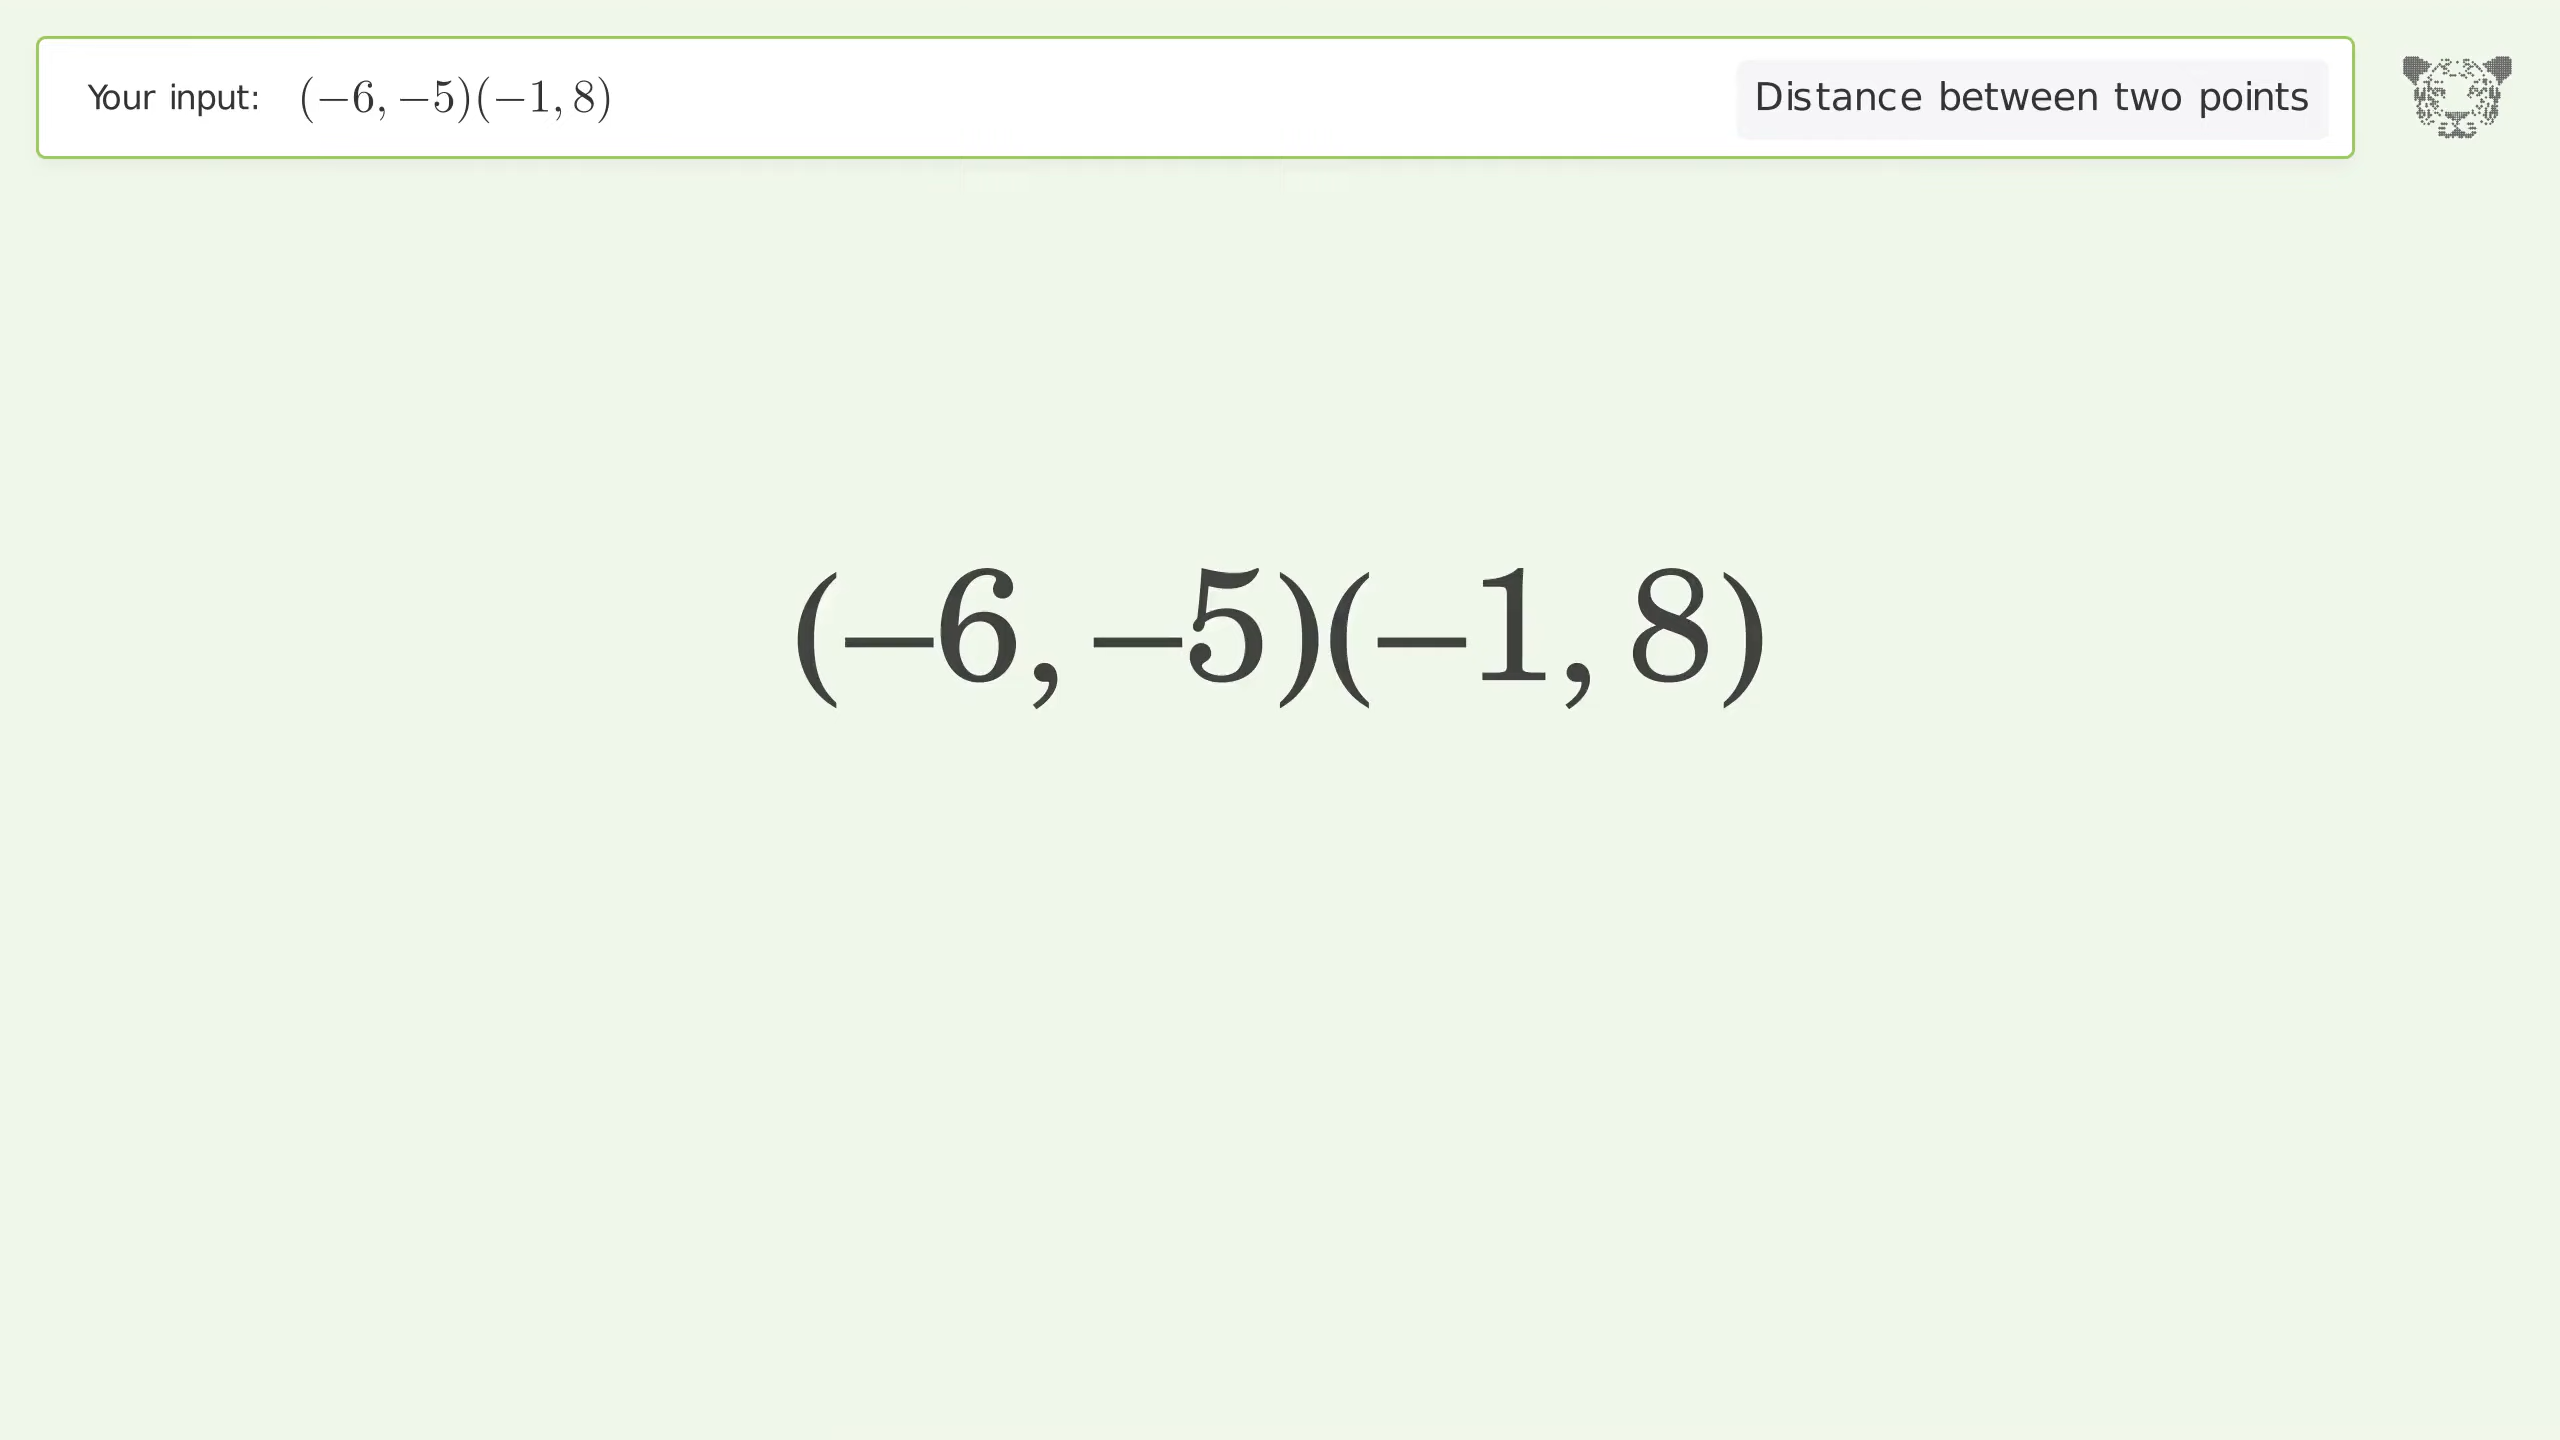 Your input: (−6, −5)(−1, 8)
Distance between two points
(−6, −5)(−1, 8)